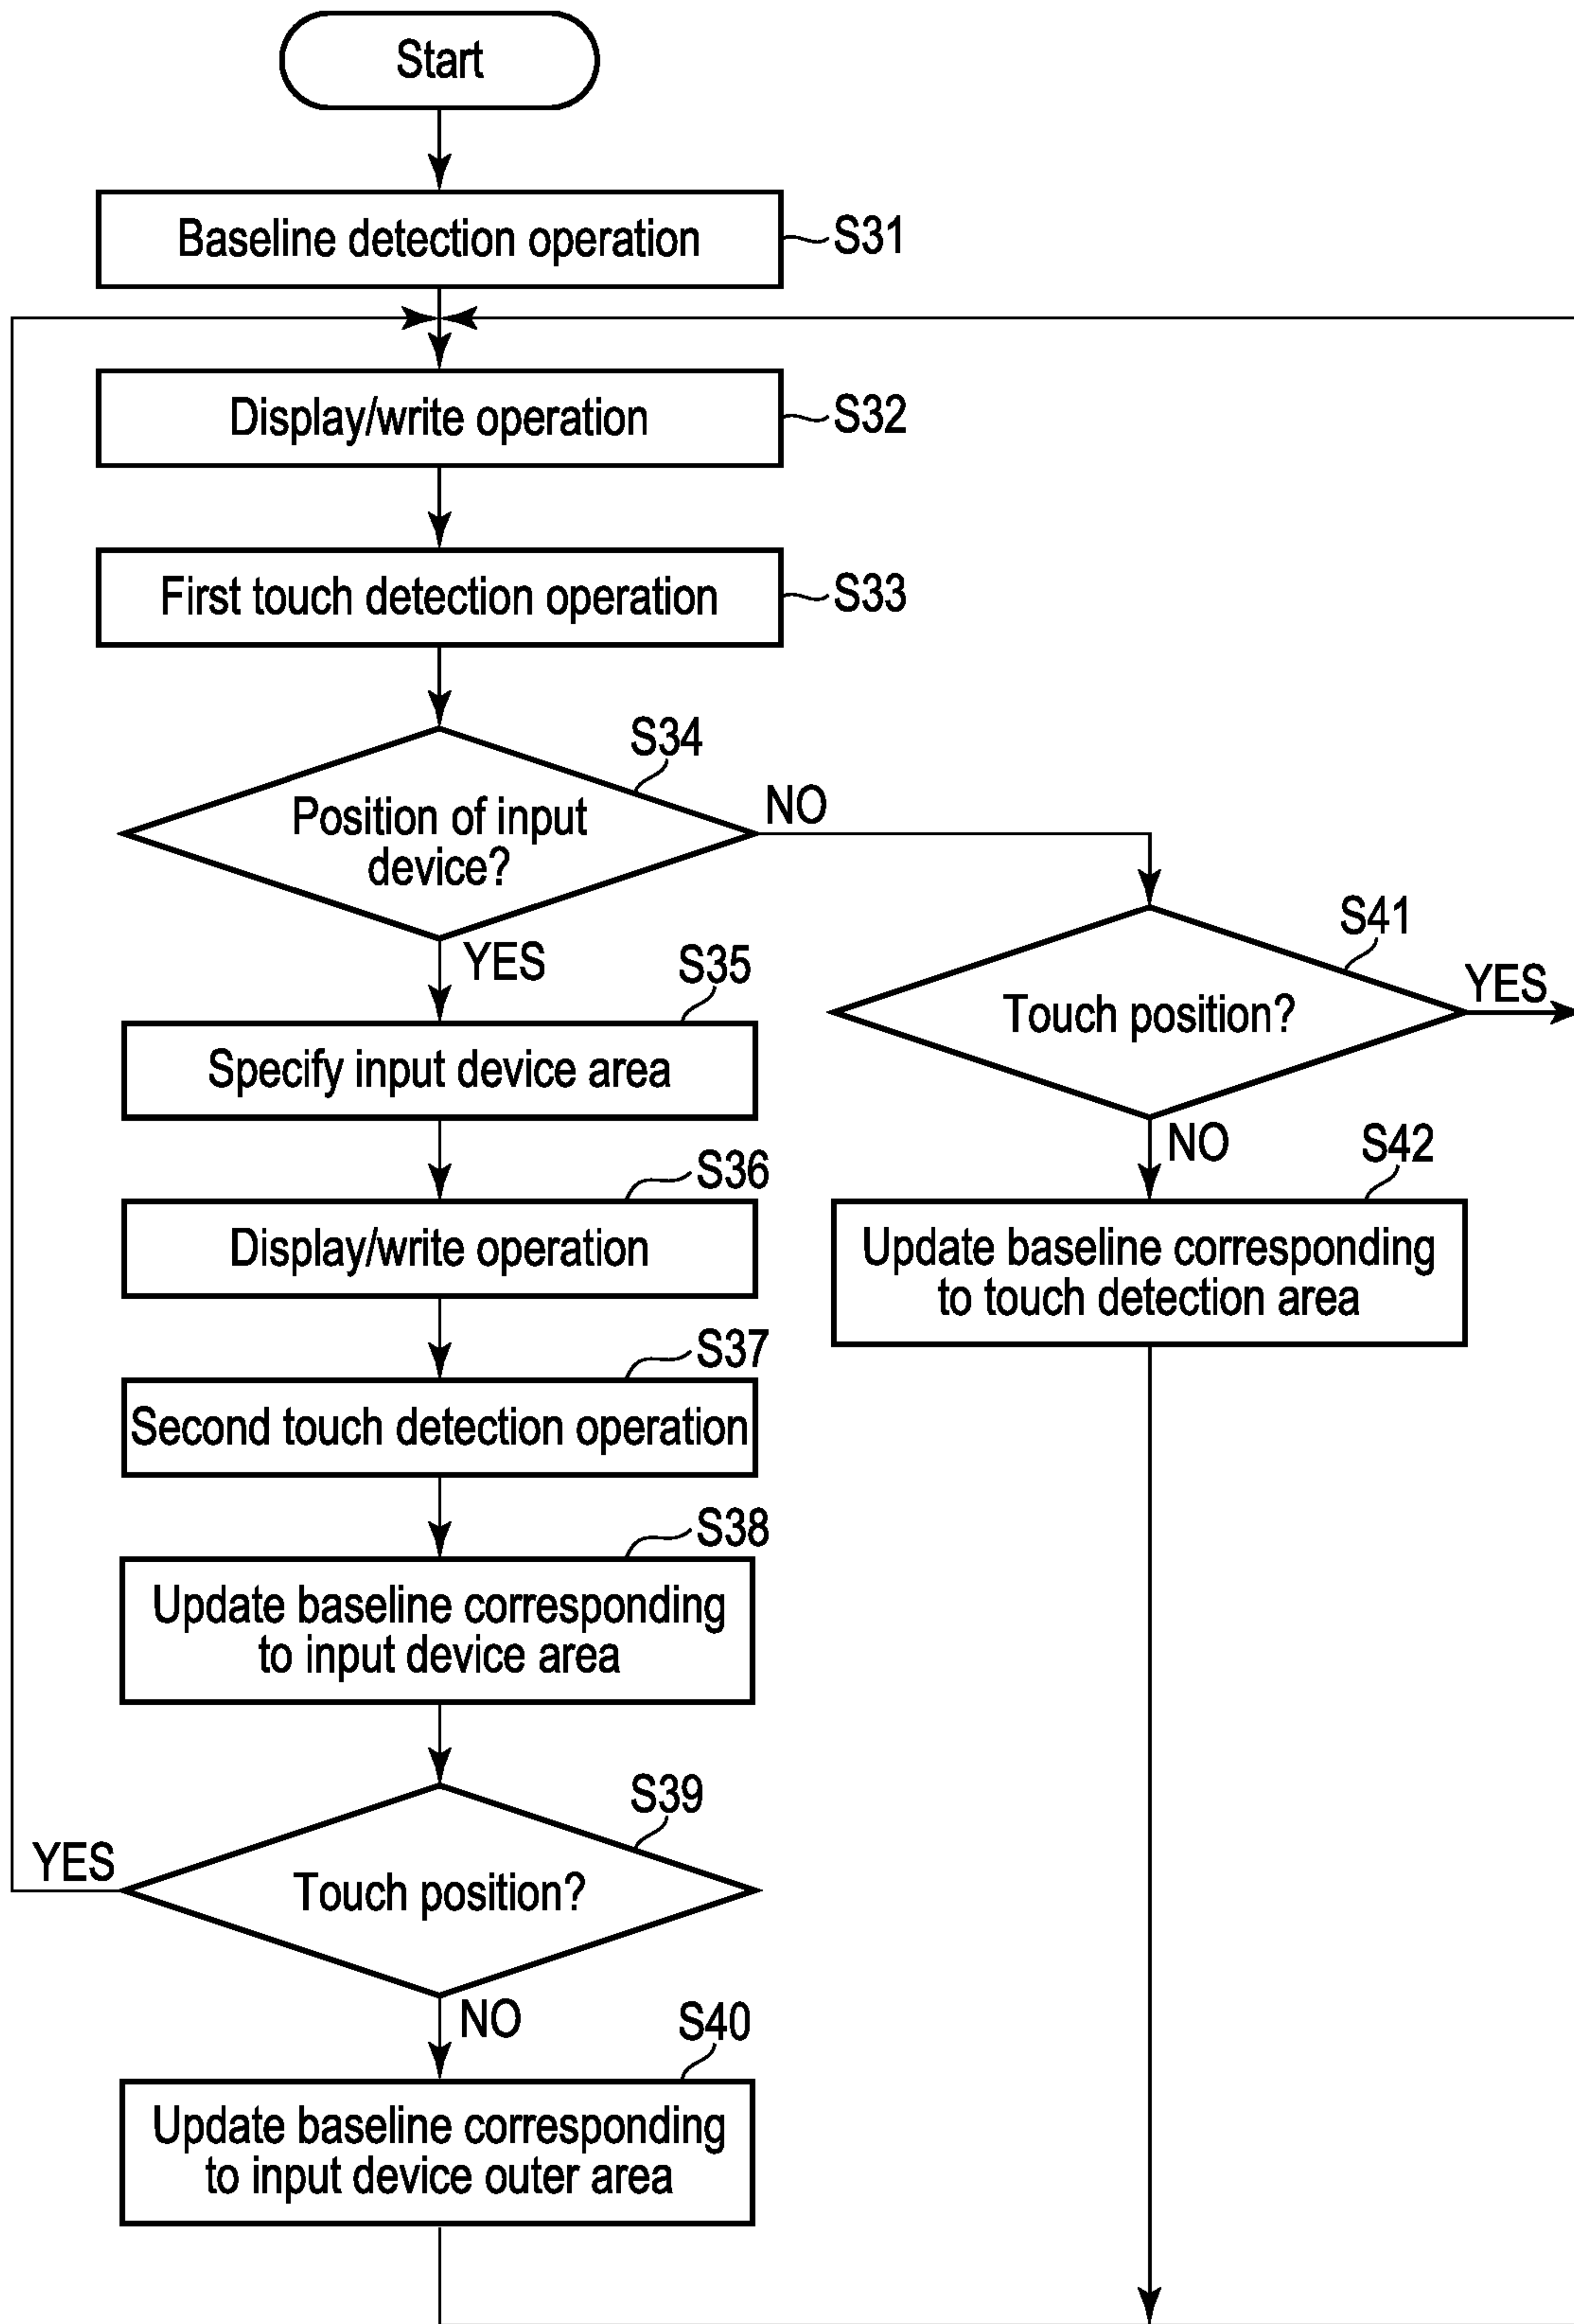 Start
Baseline detection operation
S31
Display/write operation
S32
First touch detection operation
S33
S34
Position of input
device?
NO
YES
S35
Specify input device area
S36
Display/write operation
S37
Second touch detection operation
S38
Update baseline corresponding
to input device area
S39
Touch position?
YES
NO
S40
Update baseline corresponding
to input device outer area
S41
Touch position?
YES
NO
S42
Update baseline corresponding
to touch detection area